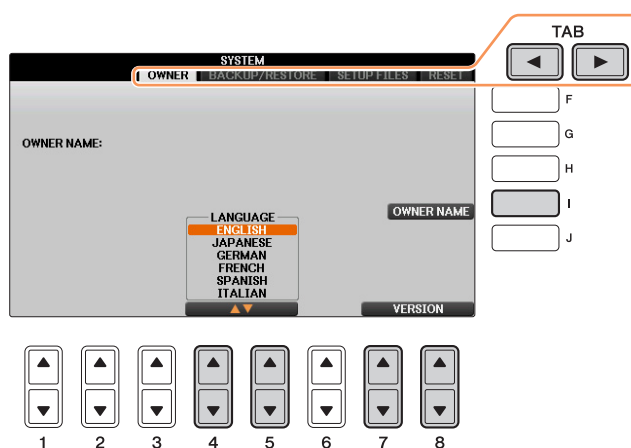 TAB
SYSTEM
OWNER BACKUP/RESTORE SETUP FILES RESET
F
OWNER NAME:
G
H
OWNER NAME
I
J
LANGUAGE
ENGLISH
JAPANESE
GERMAN
FRENCH
SPANISH
ITALIAN
VERSION
1 2 3 4 5 6 7 8